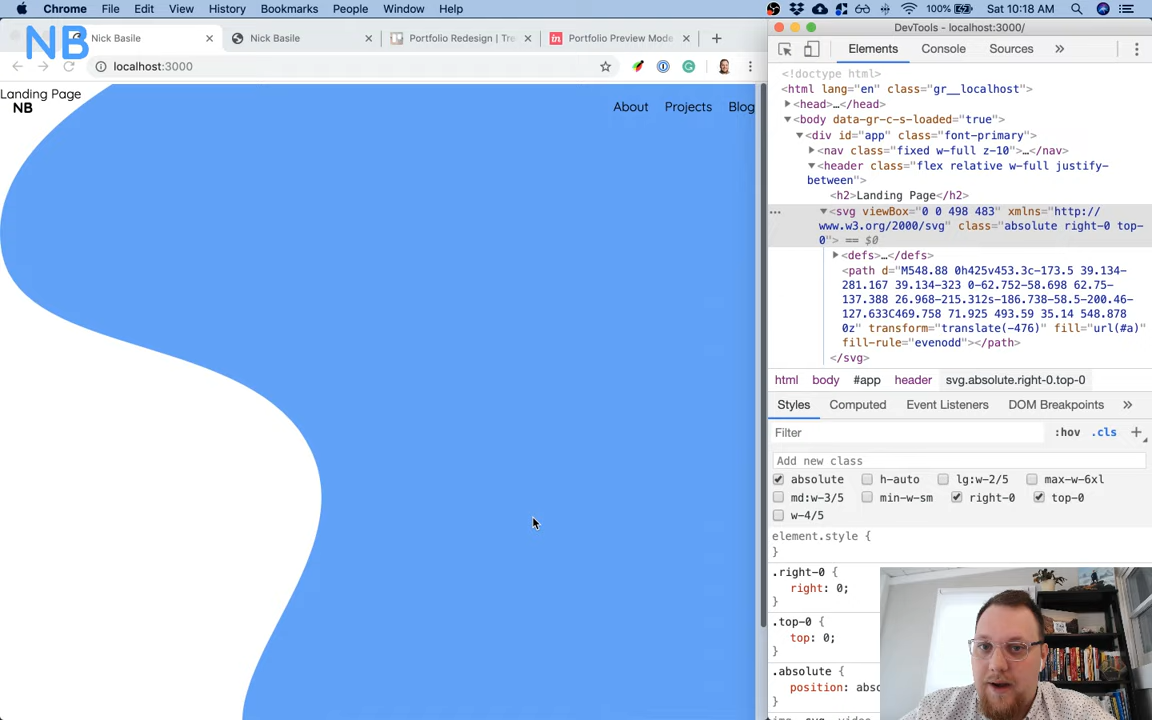 Chrome File Edit View History Bookmarks People Window Help
100% Sat 10:18 AM
NB
Nick Basile
Nick Basile
Portfolio Redesign | Tre
Portfolio Preview Mode
localhost:3000
Landing Page
NB
About Projects Blog
DevTools - localhost:3000/
Elements Console Sources »
<!doctype html>
<html lang="en" class="gr__localhost">
<head>…</head>
<body data-gr-c-s-loaded="true">
<div id="app" class="font-primary">
<nav class="fixed w-full z-10">…</nav>
<header class="flex relative w-full justify-
between">
<h2>Landing Page</h2>
<svg viewBox="0 0 498 483" xmlns="http://
www.w3.org/2000/svg" class="absolute right-0 top-
0"> == $0
<defs>…</defs>
<path d="M548.88 0h425v453.3c-173.5 39.134-
281.167 39.134-323 0-62.752-58.698 62.75-
137.388 26.968-215.312s-186.738-58.5-200.46-
127.633C469.758 71.925 493.59 35.14 548.878
0z" transform="translate(-476)" fill="url(#a)"
fill-rule="evenodd"></path>
</svg>
html body #app header svg.absolute.right-0.top-0
Styles Computed Event Listeners DOM Breakpoints »
Filter :hov .cls +
Add new class
absolute h-auto lg:w-2/5 max-w-6xl
md:w-3/5 min-w-sm right-0 top-0
w-4/5
element.style {
}
.right-0 {
right: 0;
}
.top-0 {
top: 0;
}
.absolute {
position: abso
}